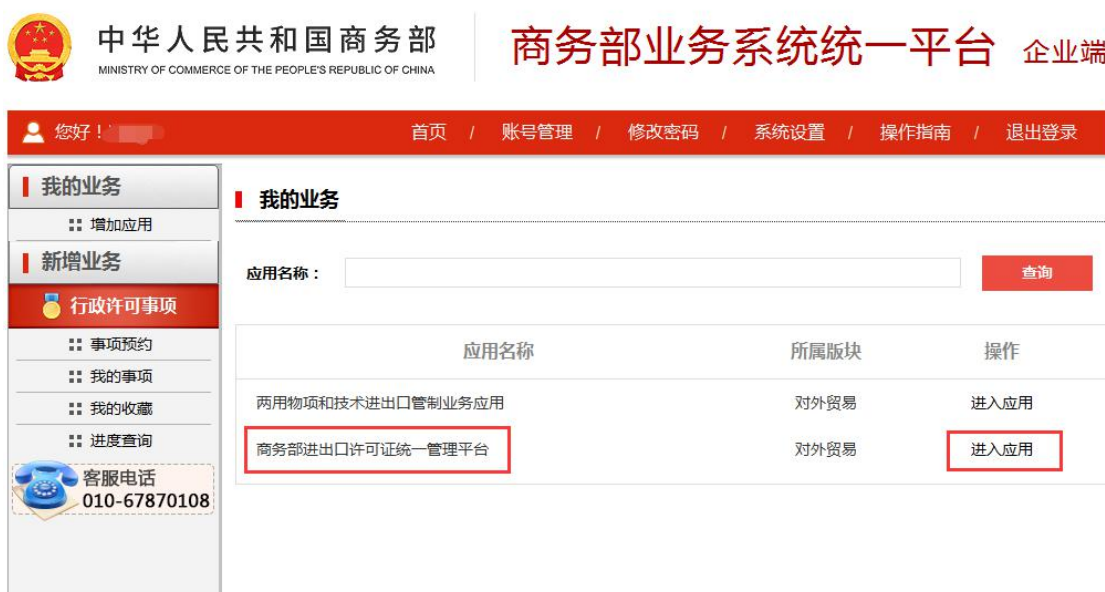 中华人民共和国商务部
MINISTRY OF COMMERCE OF THE PEOPLE'S REPUBLIC OF CHINA
商务部业务系统统一平台 企业端
您好！
首页 / 账号管理 / 修改密码 / 系统设置 / 操作指南 / 退出登录
我的业务
增加应用
新增业务
行政许可事项
事项预约
我的事项
我的收藏
进度查询
客服电话
010-67870108
我的业务
应用名称： 查询
应用名称 所属版块 操作
两用物项和技术进出口管制业务应用 对外贸易 进入应用
商务部进出口许可证统一管理平台 对外贸易 进入应用